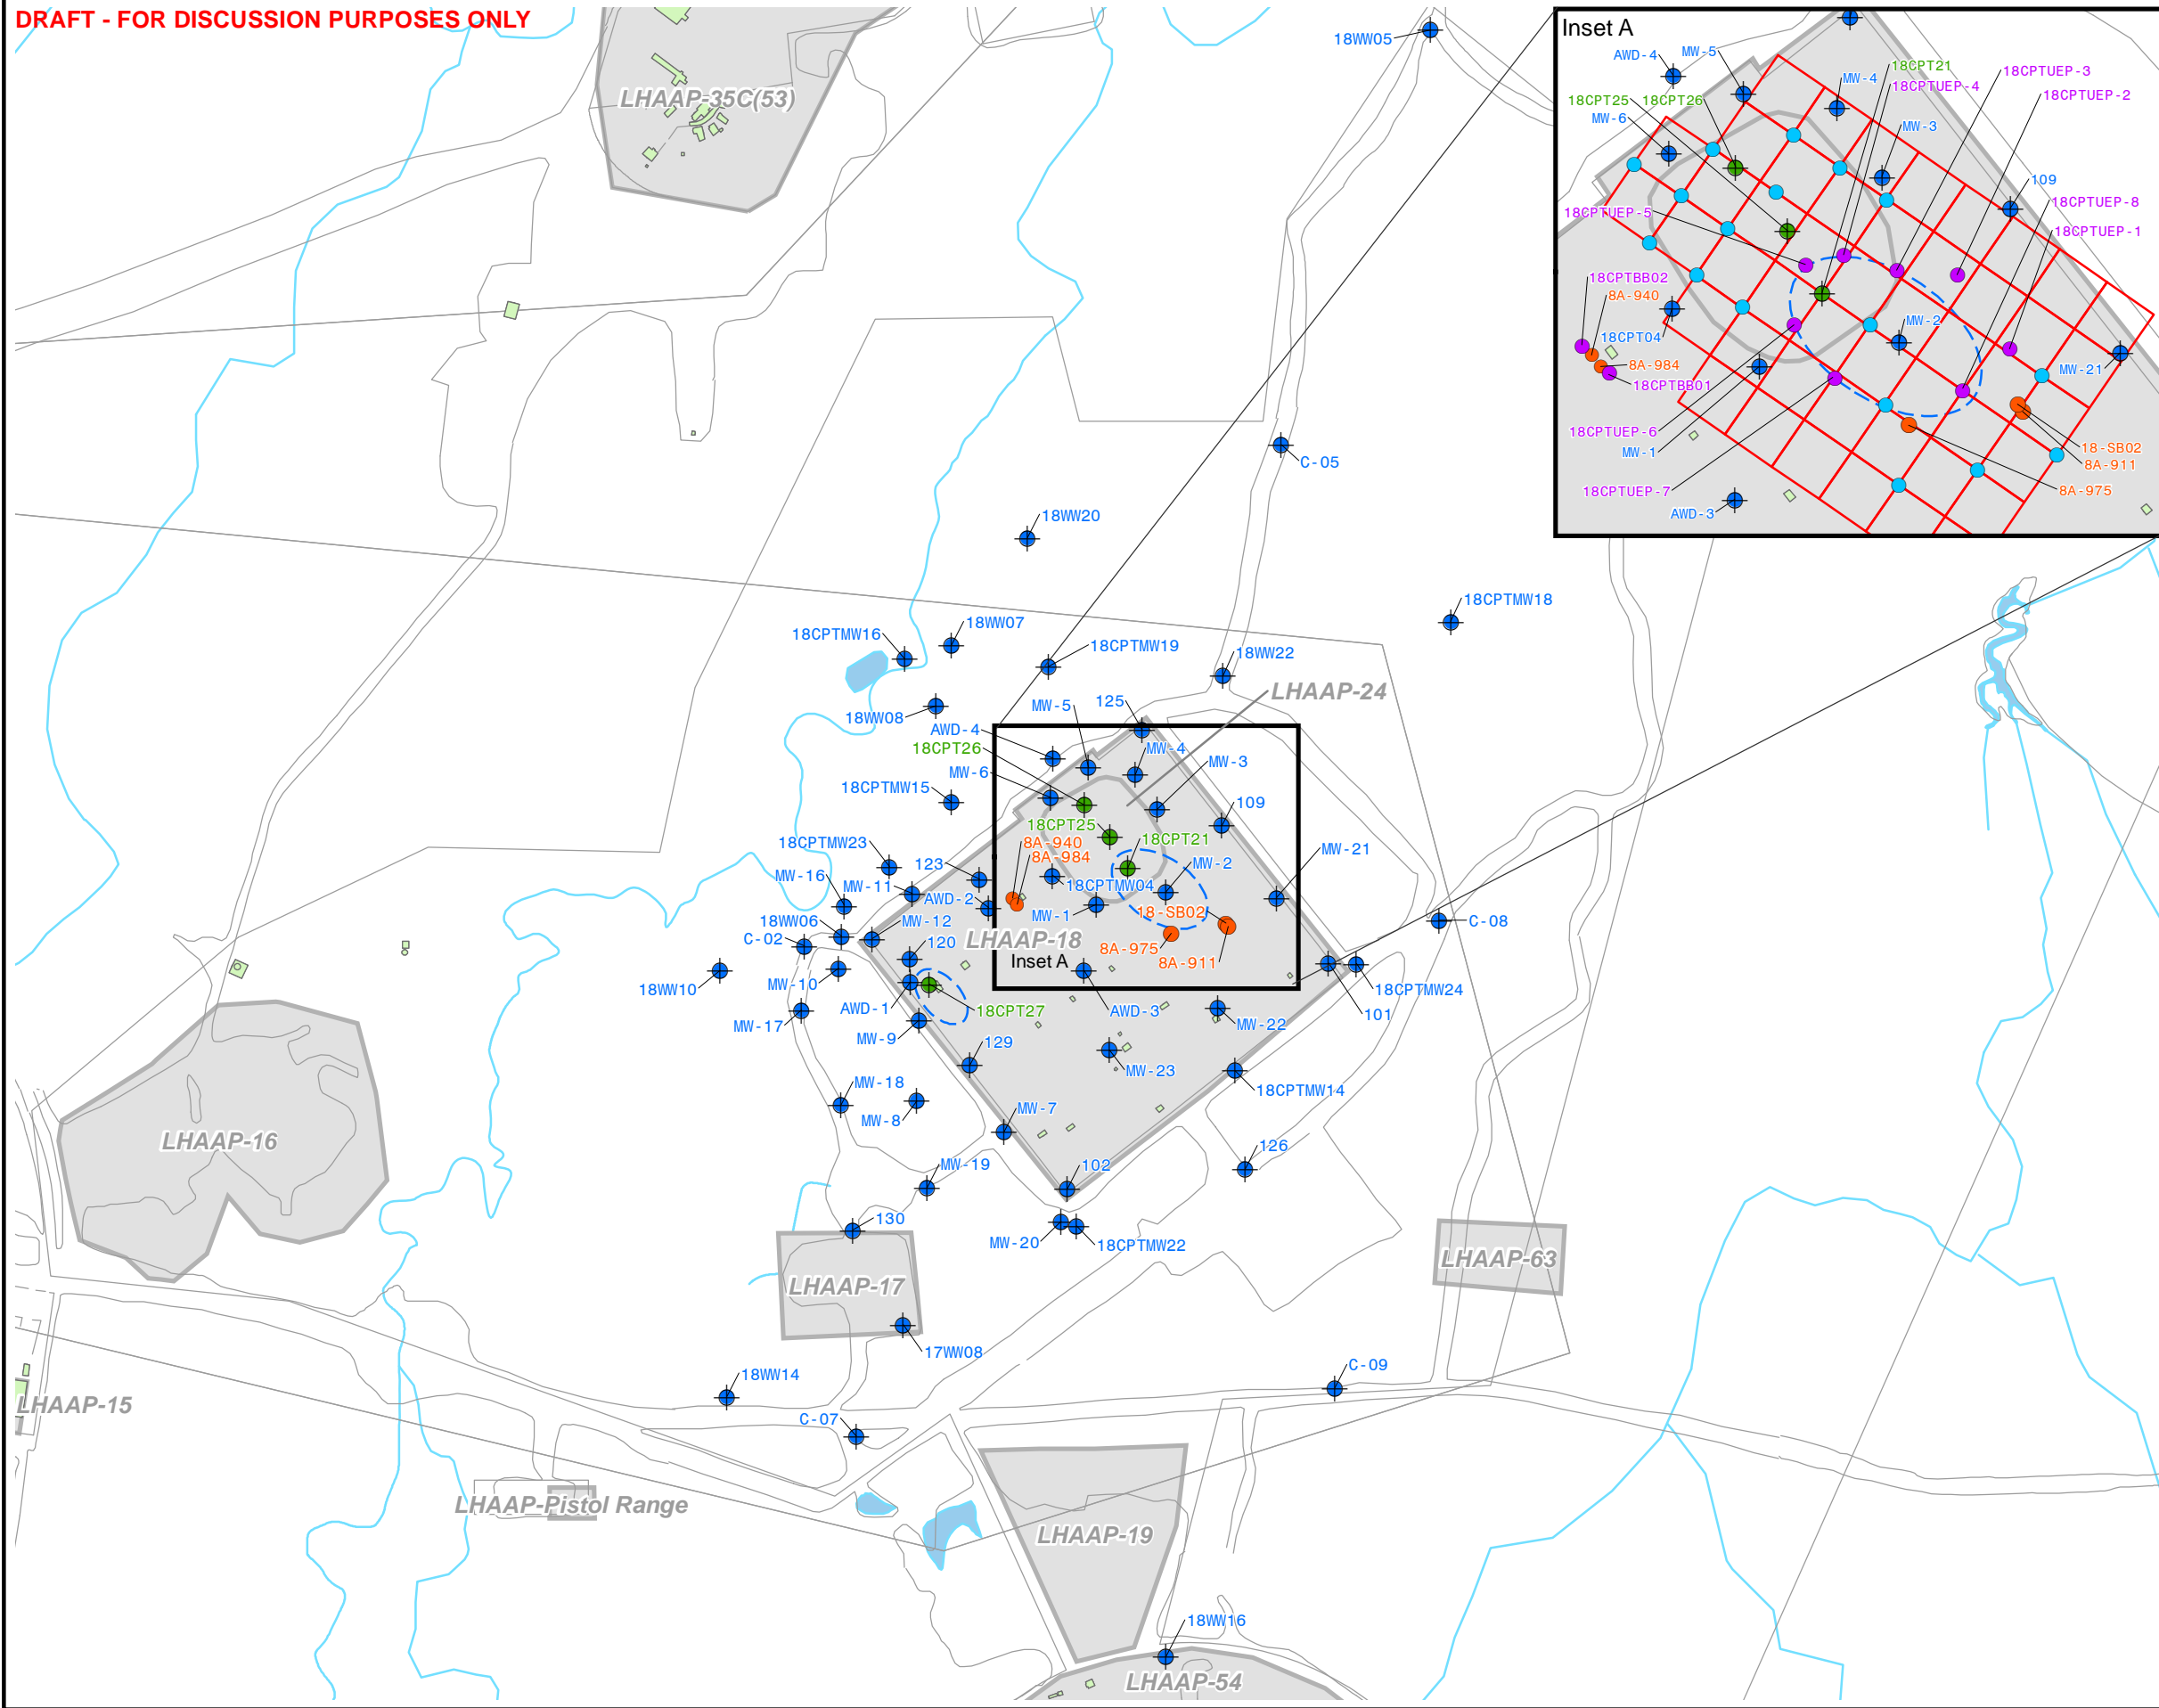 DRAFT - FOR DISCUSSION PURPOSES ONLY
LHAAP-35C(53)
18WW05
C-05
18WW20
18CPTMW18
18WW07
18CPTMW16
18CPTMW19
18WW22
LHAAP-24
18WW08
MW-5
125
AWD-4
18CPT26
MW-4
MW-6
MW-3
18CPTMW15
109
18CPT25
18CPT21
18CPTMW23
8A-940
8A-984
123
MW-21
MW-16
MW-11
MW-2
AWD-2
18CPTMW04
18WW06
MW-12
MW-1
18-SB02
C-08
C-02
120
LHAAP-18
8A-975
Inset A
8A-911
18WW10
MW-10
18CPTMW24
AWD-1
18CPT27
AWD-3
101
MW-17
MW-22
MW-9
129
MW-23
MW-18
18CPTMW14
MW-8
MW-7
LHAAP-16
126
MW-19
102
130
MW-20
18CPTMW22
LHAAP-63
LHAAP-17
17WW08
18WW14
C-09
LHAAP-15
C-07
LHAAP-Pistol Range
LHAAP-19
18WW16
LHAAP-54
Inset A
AWD-4
MW-5
18CPT21
18CPTUEP-3
MW-4
18CPTUEP-4
18CPTUEP-2
18CPT25
18CPT26
MW-6
MW-3
109
18CPTUEP-8
18CPTUEP-5
18CPTUEP-1
18CPTBB02
8A-940
MW-2
18CPT04
8A-984
MW-21
18CPTBB01
18CPTUEP-6
18-SB02
MW-1
8A-911
18CPTUEP-7
8A-975
AWD-3